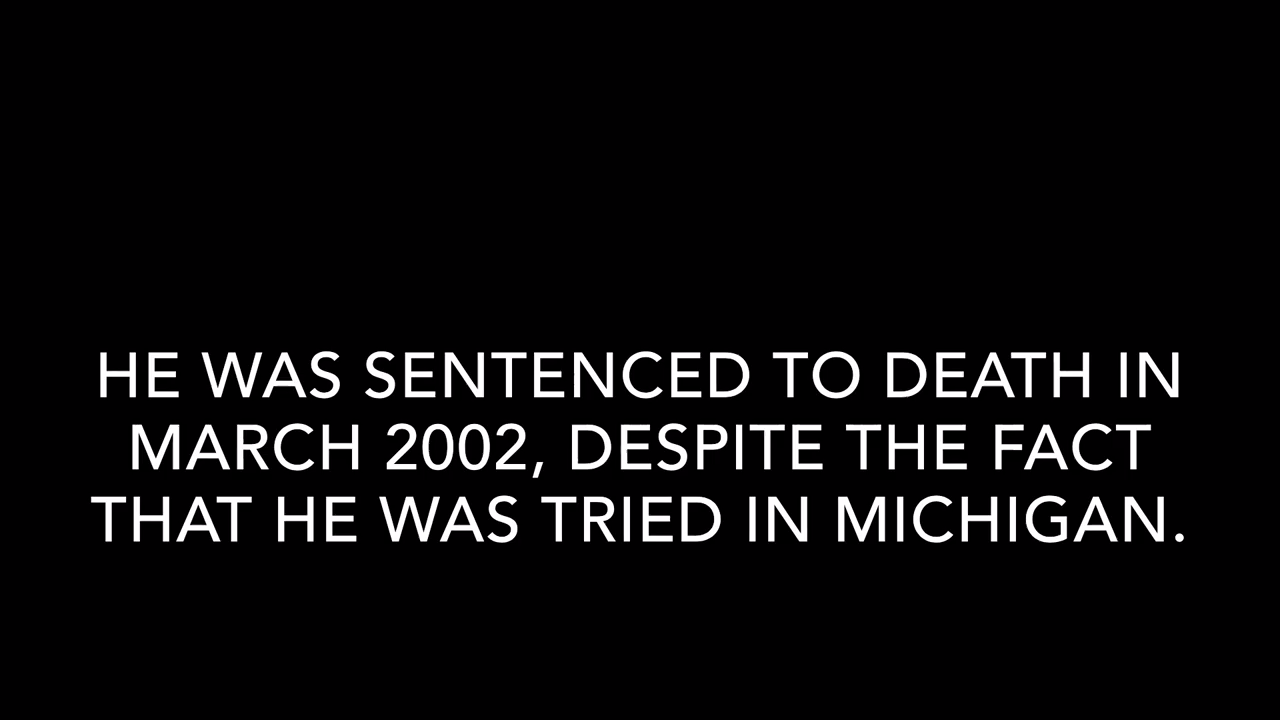 HE WAS SENTENCED TO DEATH IN
MARCH 2002, DESPITE THE FACT
THAT HE WAS TRIED IN MICHIGAN.